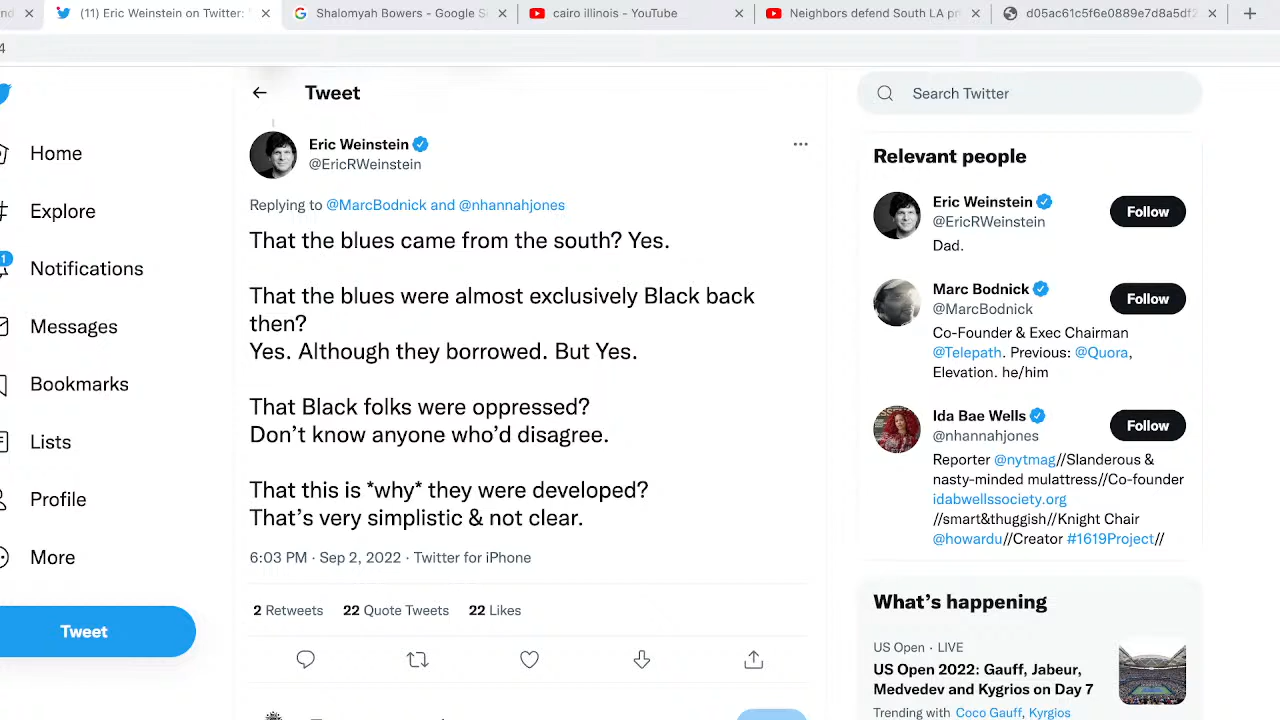 (11) Eric Weinstein on Twitter:
Shalomyah Bowers - Google S
cairo illinois - YouTube
Neighbors defend South LA pr
d05ac61c5f6e0889e7d8a5df2
4
Home
Explore
1
Notifications
Messages
Bookmarks
Lists
Profile
More
Tweet
Tweet
Eric Weinstein
@EricRWeinstein
Replying to @MarcBodnick and @nhannahjones
That the blues came from the south? Yes.
That the blues were almost exclusively Black back
then?
Yes. Although they borrowed. But Yes.
That Black folks were oppressed?
Don't know anyone who'd disagree.
That this is *why* they were developed?
That's very simplistic & not clear.
6:03 PM · Sep 2, 2022 · Twitter for iPhone
2 Retweets 22 Quote Tweets 22 Likes
Search Twitter
Relevant people
Eric Weinstein
@EricRWeinstein
Follow
Dad.
Marc Bodnick
@MarcBodnick
Follow
Co-Founder & Exec Chairman
@Telepath. Previous: @Quora,
Elevation. he/him
Ida Bae Wells
@nhannahjones
Follow
Reporter @nytmag//Slanderous &
nasty-minded mulattress//Co-founder
idabwellssociety.org
//smart&thuggish//Knight Chair
@howardu//Creator #1619Project//
What's happening
US Open · LIVE
US Open 2022: Gauff, Jabeur,
Medvedev and Kygrios on Day 7
Trending with Coco Gauff, Kyrgios